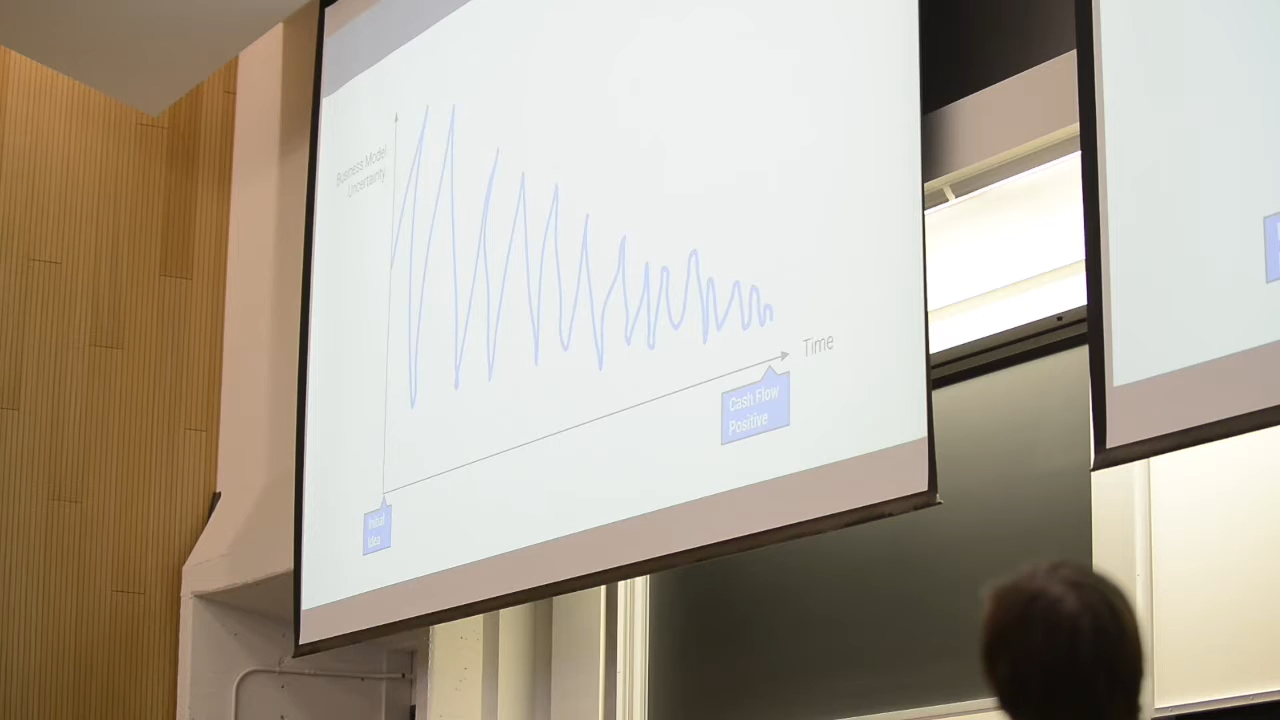 Business Model
Uncertainty
Time
Cash Flow
Positive
Initial
Idea